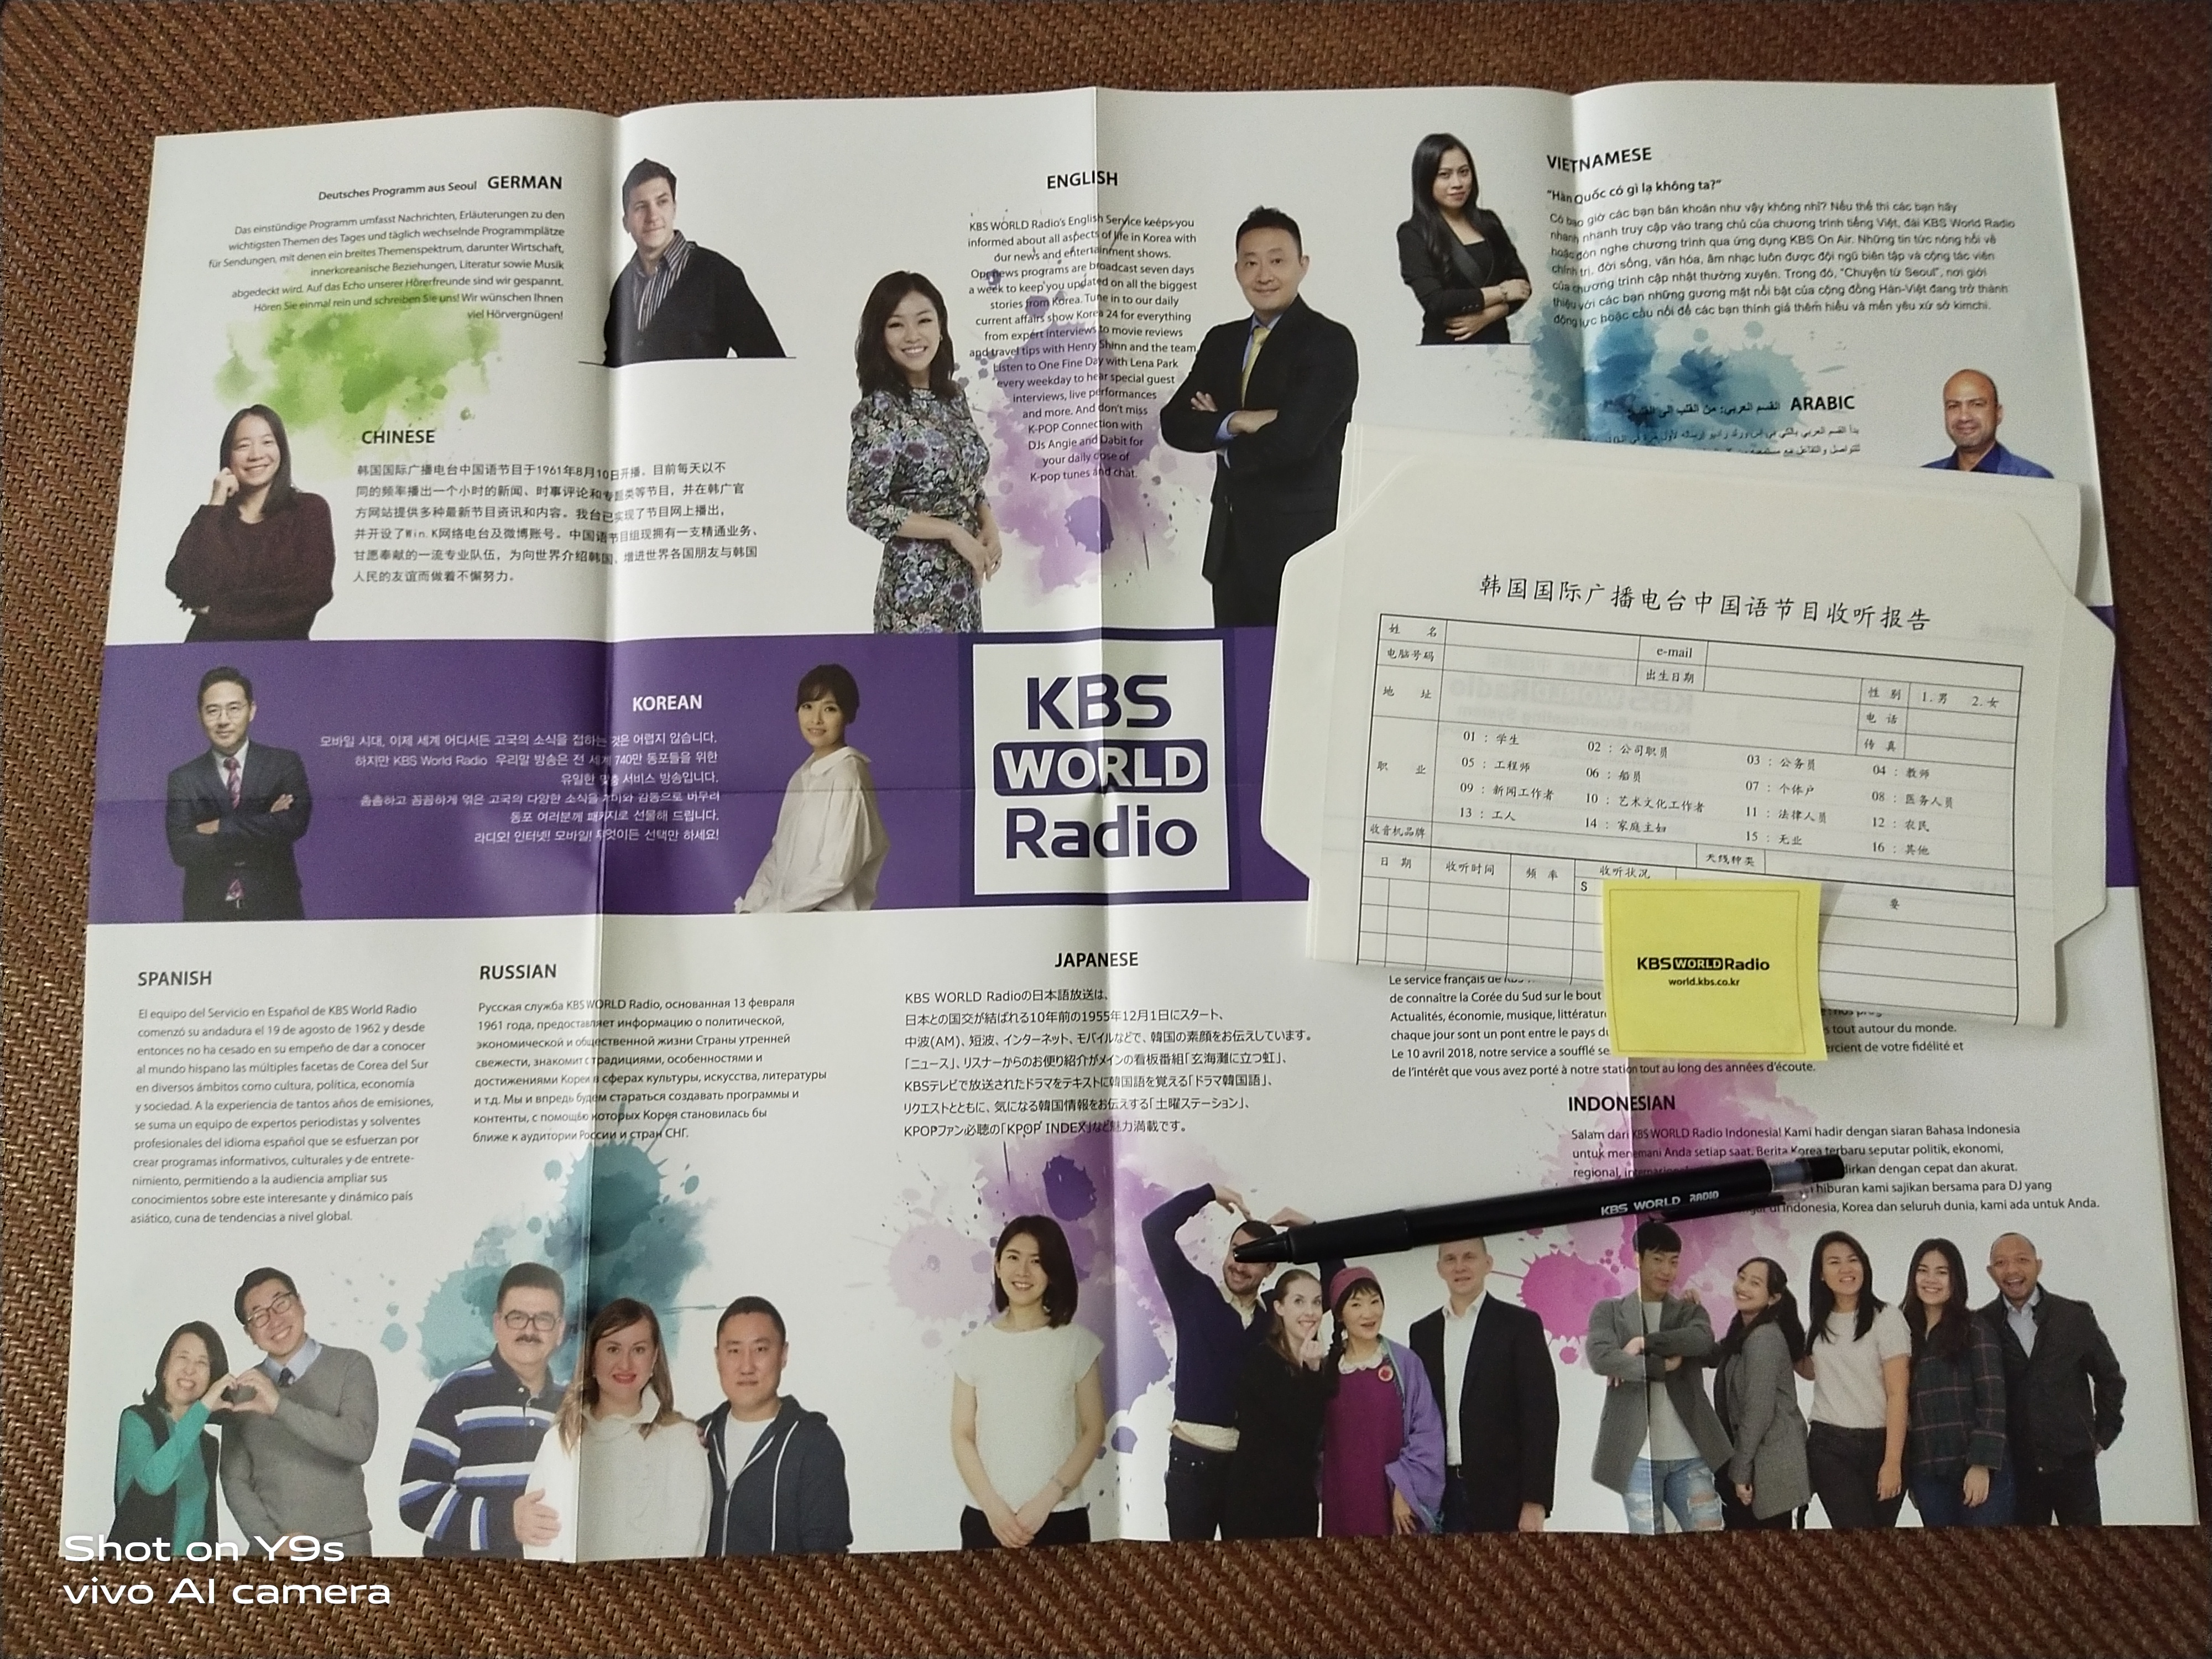 Deutsches Programm aus Seoul GERMAN
Das einstündige Programm umfasst Nachrichten, Erläuterungen zu den
wichtigsten Themen des Tages und täglich wechselnde Programmplätze
für Sendungen, mit denen ein breites Themenspektrum, darunter Wirtschaft,
innerkoreanische Beziehungen, Literatur sowie Musik
abgedeckt wird. Auf das Echo unserer Hörerfreunde sind wir gespannt.
Hören Sie einmal rein und schreiben Sie uns! Wir wünschen Ihnen
viel Hörvergnügen!
CHINESE
韩国国际广播电台中国语节目于1961年8月10日开播。目前每天以不
同的频率播出一个小时的新闻、时事评论和专题类等节目，并在韩广官
方网站提供多种最新节目资讯和内容。我台已实现了节目网上播出，
并开设了Win.K网络电台及微博账号。中国语节目组现拥有一支精通业务、
甘愿奉献的一流专业队伍，为向世界介绍韩国、增进世界各国朋友与韩国
人民的友谊而做着不懈努力。
ENGLISH
KBS WORLD Radio's English Service keeps you
informed about all aspects of life in Korea with
our news and entertainment shows.
Our news programs are broadcast seven days
a week to keep you updated on all the biggest
stories from Korea. Tune in to our daily
current affairs show Korea 24 for everything
from expert interviews to movie reviews
and travel tips with Henry Shinn and the team.
Listen to One Fine Day with Lena Park
every weekday to hear special guest
interviews, live performances
and more. And don't miss
K-POP Connection with
DJs Angie and Dabit for
your daily dose of
K-pop tunes and chat.
VIETNAMESE
"Hàn Quốc có gì lạ không ta?"
Có bao giờ các bạn băn khoăn như vậy không nhỉ? Nếu thế thì các bạn hãy
nhanh nhanh truy cập vào trang chủ của chương trình tiếng Việt, đài KBS World Radio
hoặc đón nghe chương trình qua ứng dụng KBS On Air. Những tin tức nóng hổi về
chính trị, đời sống, văn hóa, âm nhạc luôn được đội ngũ biên tập và cộng tác viên
của chương trình cập nhật thường xuyên. Trong đó, "Chuyện từ Seoul", nơi giới
thiệu với các bạn những gương mặt nổi bật của cộng đồng Hàn-Việt đang trở thành
động lực hoặc cầu nối để các bạn thính giả thêm hiểu và mến yêu xứ sở kimchi.
ARABIC القسم العربي: من القلب إلى القلب
KOREAN
모바일 시대, 이제 세계 어디서든 고국의 소식을 접하는 것은 어렵지 않습니다.
하지만 KBS World Radio 우리말 방송은 전 세계 740만 동포들을 위한
유일한 맞춤 서비스 방송입니다.
촘촘하고 꼼꼼하게 엮은 고국의 다양한 소식을 재미와 감동으로 버무려
동포 여러분께 패키지로 선물해 드립니다.
라디오! 인터넷! 모바일! 무엇이든 선택만 하세요!
KBS
WORLD
Radio
韩国国际广播电台中国语节目收听报告
姓 名
e-mail
电脑号码
出生日期
地 址
性 别 1.男 2.女
电 话
传 真
职 业
01 : 学生 02 : 公司职员 03 : 公务员 04 : 教师
05 : 工程师 06 : 船员 07 : 个体户 08 : 医务人员
09 : 新闻工作者 10 : 艺术文化工作者 11 : 法律人员 12 : 农民
13 : 工人 14 : 家庭主妇 15 : 无业 16 : 其他
收音机品牌 天线种类
日 期 收听时间 频 率 收听状况
S
要
KBS WORLD Radio
world.kbs.co.kr
SPANISH
El equipo del Servicio en Español de KBS World Radio
comenzó su andadura el 19 de agosto de 1962 y desde
entonces no ha cesado en su empeño de dar a conocer
al mundo hispano las múltiples facetas de Corea del Sur
en diversos ámbitos como cultura, política, economía
y sociedad. A la experiencia de tantos años de emisiones,
se suma un equipo de expertos periodistas y solventes
profesionales del idioma español que se esfuerzan por
crear programas informativos, culturales y de entrete-
nimiento, permitiendo a la audiencia ampliar sus
conocimientos sobre este interesante y dinámico país
asiático, cuna de tendencias a nivel global.
RUSSIAN
Русская служба KBS WORLD Radio, основанная 13 февраля
1961 года, предоставляет информацию о политической,
экономической и общественной жизни Страны утренней
свежести, знакомит с традициями, особенностями и
достижениями Кореи в сферах культуры, искусства, литературы
и т.д. Мы и впредь будем стараться создавать программы и
контенты, с помощью которых Корея становилась бы
ближе к аудитории России и стран СНГ.
JAPANESE
KBS WORLD Radioの日本語放送は、
日本との国交が結ばれる10年前の1955年12月1日にスタート、
中波(AM)、短波、インターネット、モバイルなどで、韓国の素顔をお伝えしています。
「ニュース」、リスナーからのお便り紹介がメインの看板番組「玄海灘に立つ虹」、
KBSテレビで放送されたドラマをテキストに韓国語を覚える「ドラマ韓国語」、
リクエストとともに、気になる韓国情報をお伝えする「土曜ステーション」、
KPOPファン必聴の「KPOP INDEX」など魅力満載です。
Le service français de
de connaître la Corée du Sud sur le bout
Actualités, économie, musique, littérature
chaque jour sont un pont entre le pays du tout autour du monde.
Le 10 avril 2018, notre service a soufflé se de votre fidélité et
de l'intérêt que vous avez porté à notre station tout au long des années d'écoute.
INDONESIAN
Salam dari KBS WORLD Radio Indonesia! Kami hadir dengan siaran Bahasa Indonesia
untuk menemani Anda setiap saat. Berita Korea terbaru seputar politik, ekonomi,
regional, dengan cepat dan akurat.
hiburan kami sajikan bersama para DJ yang
di Indonesia, Korea dan seluruh dunia, kami ada untuk Anda.
KBS WORLD RADIO
Shot on Y9s
vivo AI camera